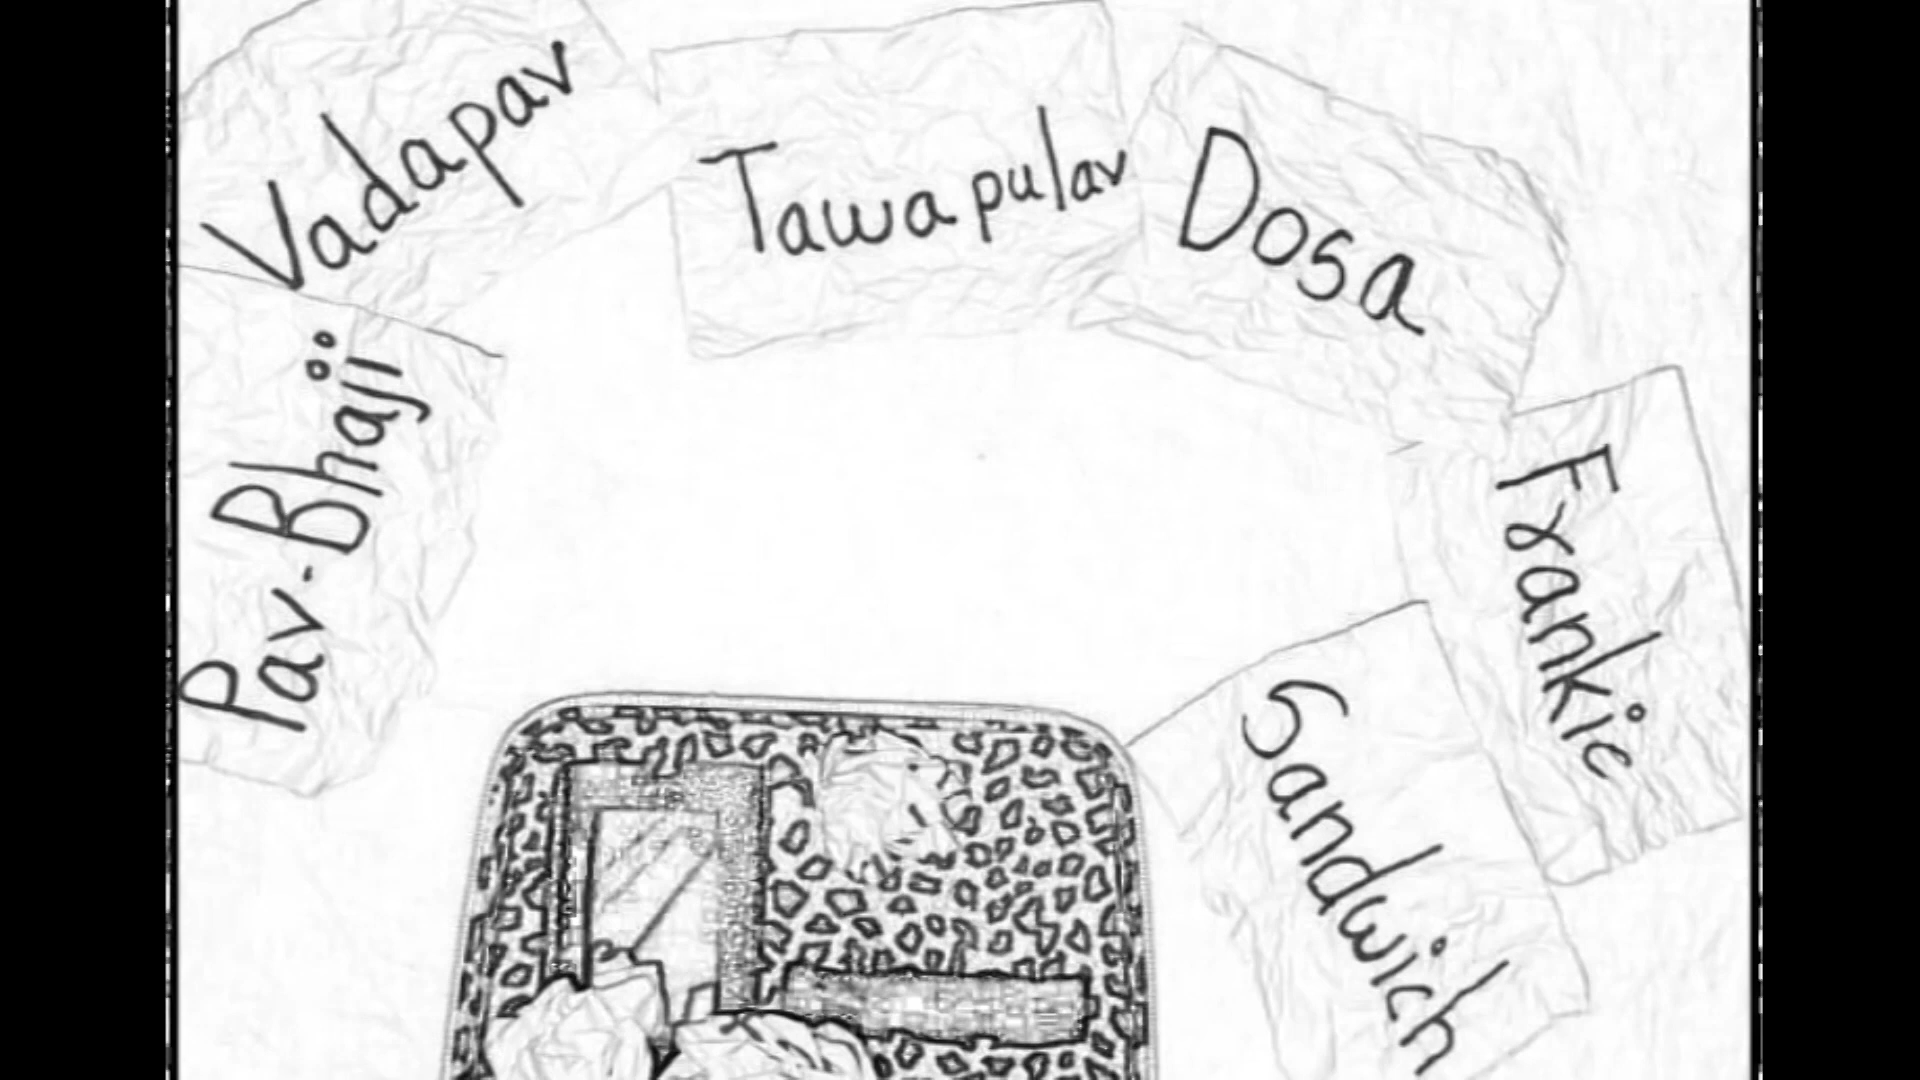 Pav-Bhaji
Vadapav
Tawa pulav
Dosa
Frankie
Sandwich